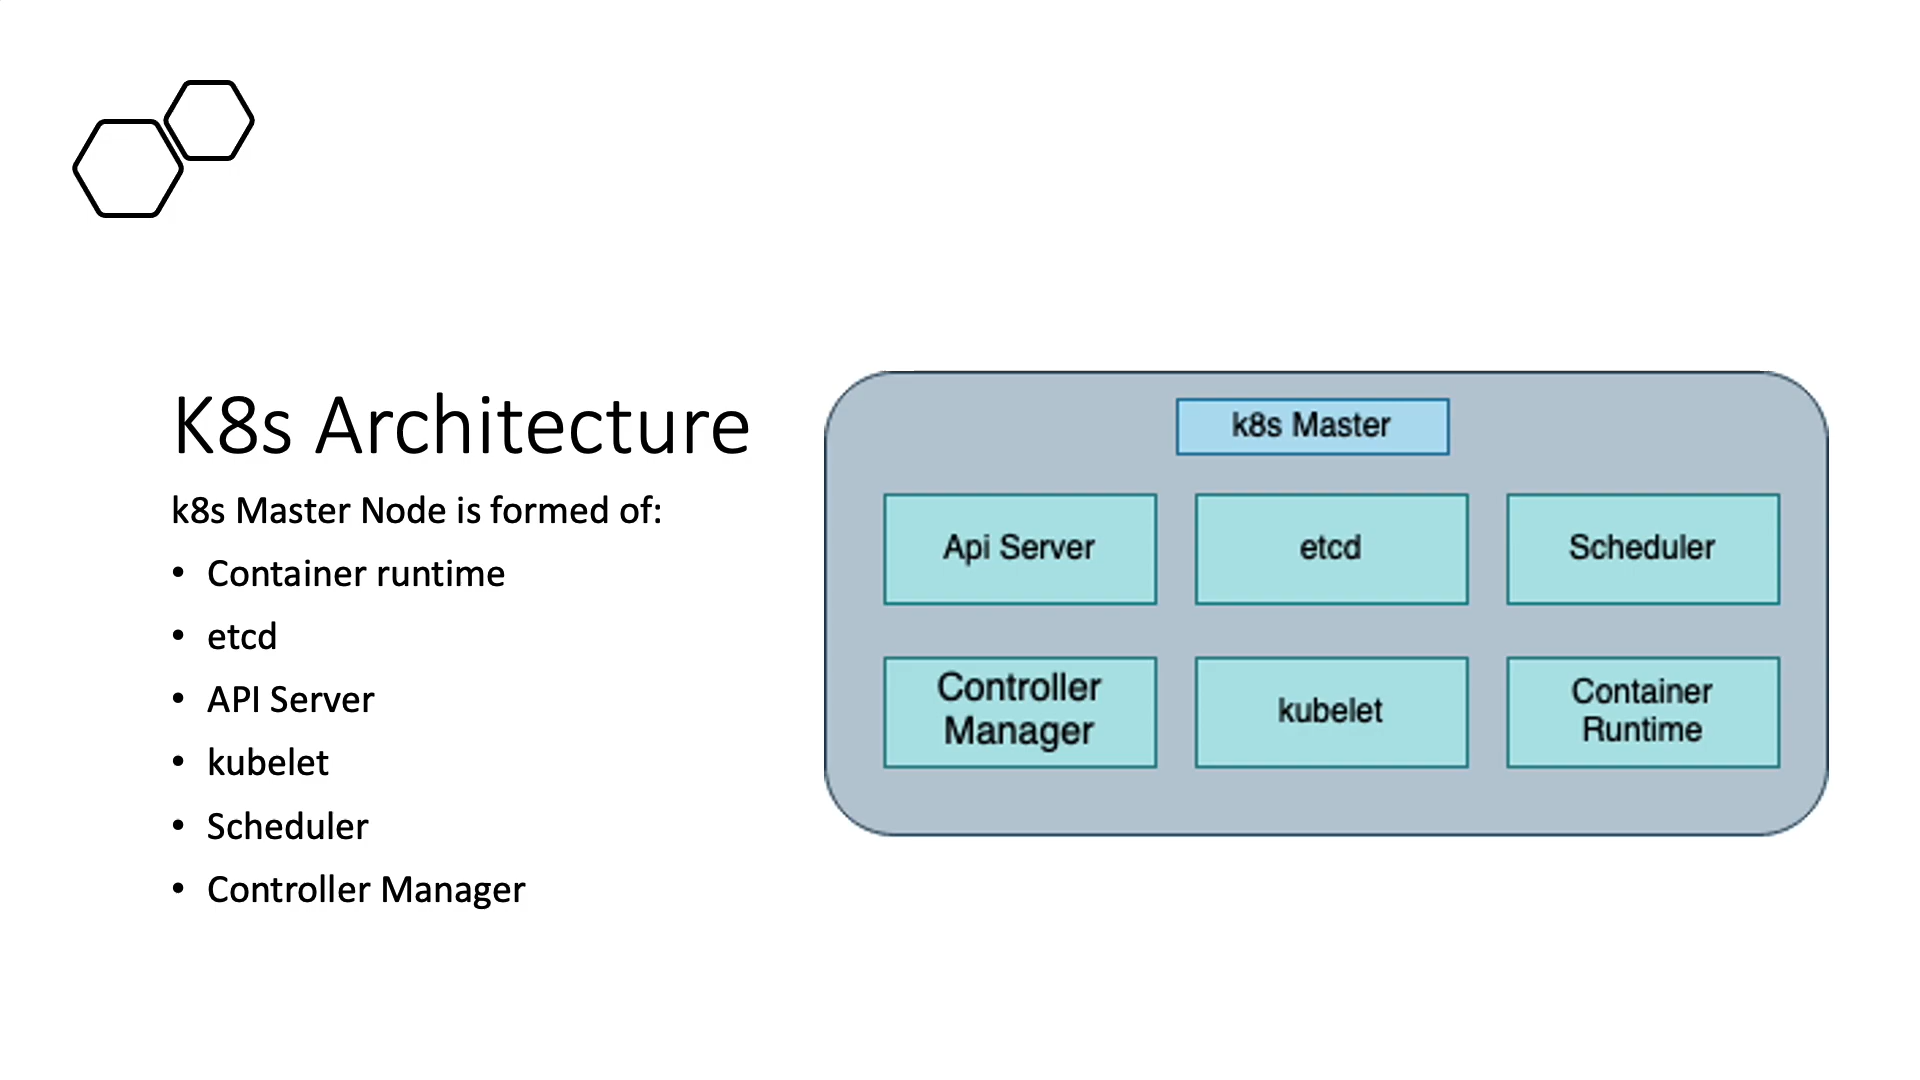 K8s Architecture
k8s Master Node is formed of:
• Container runtime
• etcd
• API Server
• kubelet
• Scheduler
• Controller Manager
k8s Master
Api Server
etcd
Scheduler
Controller
Manager
kubelet
Container
Runtime